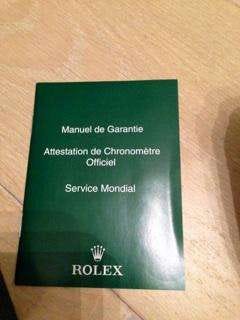 Manuel de Garantie
Attestation de Chronomètre
Officiel
Service Mondial
ROLEX